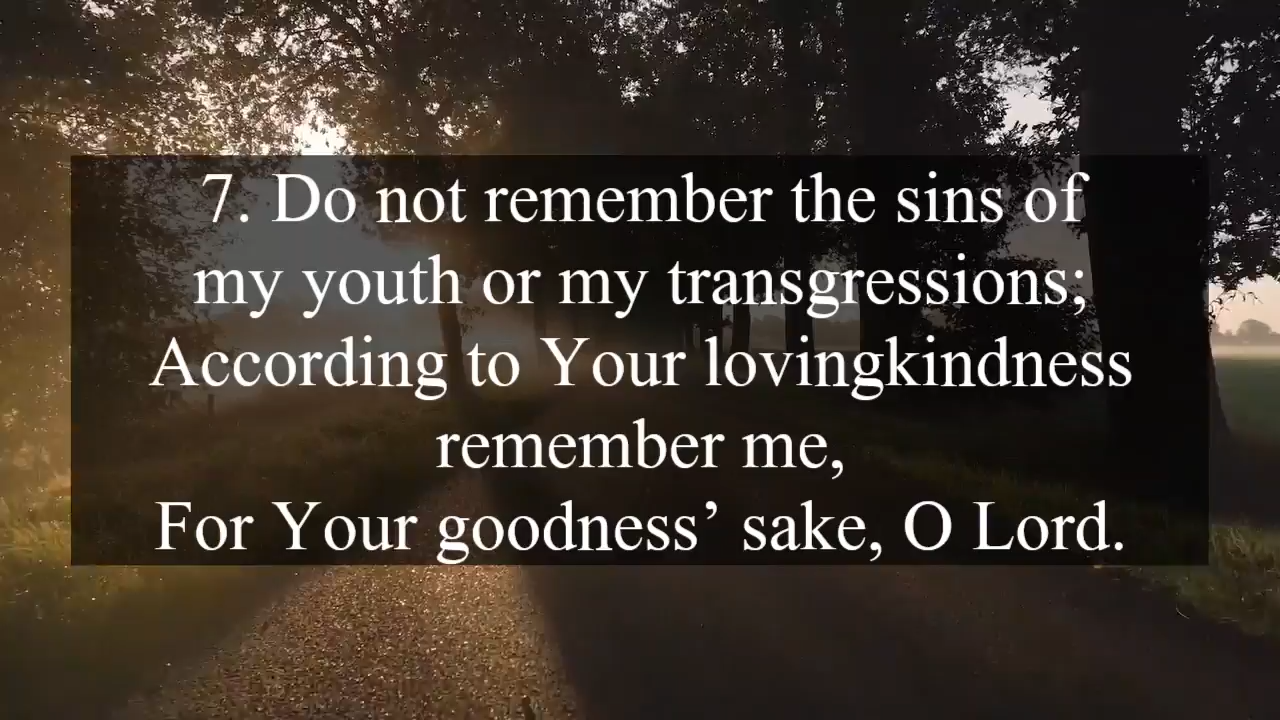 7. Do not remember the sins of
my youth or my transgressions;
According to Your lovingkindness
remember me,
For Your goodness’ sake, O Lord.